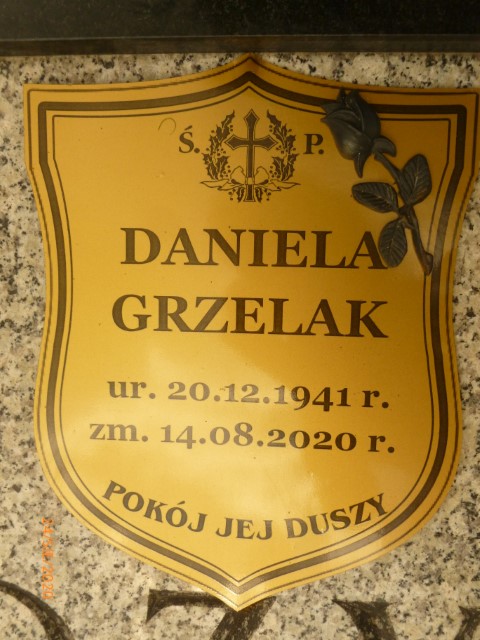 Ś. P.
DANIELA
GRZELAK
ur. 20.12.1941 r.
zm. 14.08.2020 r.
POKÓJ JEJ DUSZY